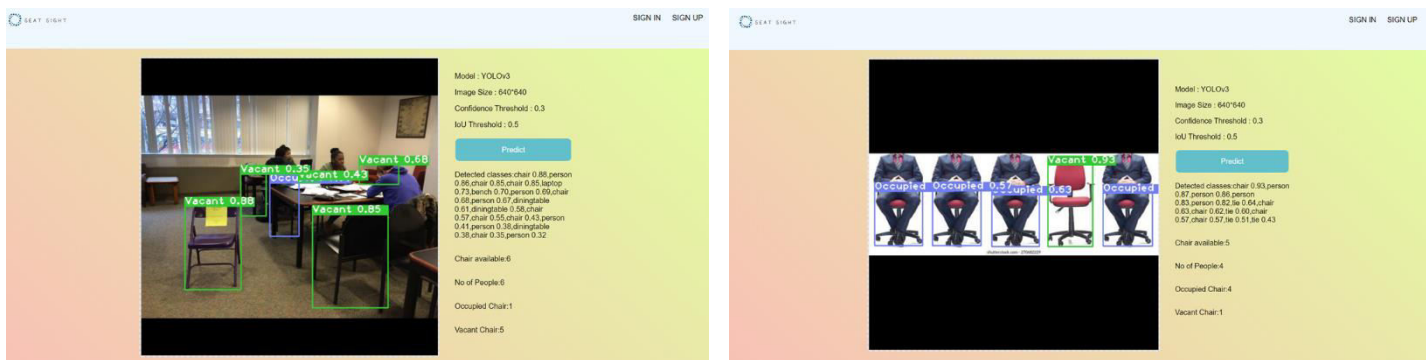 SEAT SIGHT
SIGN IN SIGN UP
Model : YOLOv3
Image Size : 640*640
Confidence Threshold : 0.3
IoU Threshold : 0.5
Predict
Detected classes:chair 0.88,person
0.86,chair 0.85,chair 0.85,laptop
0.73,bench 0.70,person 0.69,chair
0.68,person 0.67,diningtable
0.61,diningtable 0.58,chair
0.57,chair 0.55,chair 0.43,person
0.41,person 0.38,diningtable
0.38,chair 0.35,person 0.32
Chair available:6
No of People:6
Occupied Chair:1
Vacant Chair:5
Vacant 0.68
Vacant 0.35
Vacant 0.43
Vacant 0.88
Vacant 0.85
SEAT SIGHT
SIGN IN SIGN UP
Model : YOLOv3
Image Size : 640*640
Confidence Threshold : 0.3
IoU Threshold : 0.5
Predict
Detected classes:chair 0.93,person
0.87,person 0.86,person
0.83,person 0.82,tie 0.64,chair
0.63,chair 0.62,tie 0.60,chair
0.57,chair 0.57,tie 0.51,tie 0.43
Chair available:5
No of People:4
Occupied Chair:4
Vacant Chair:1
Vacant 0.93
Occupied Occupied 0.57 Occupied 0.63 Occupied